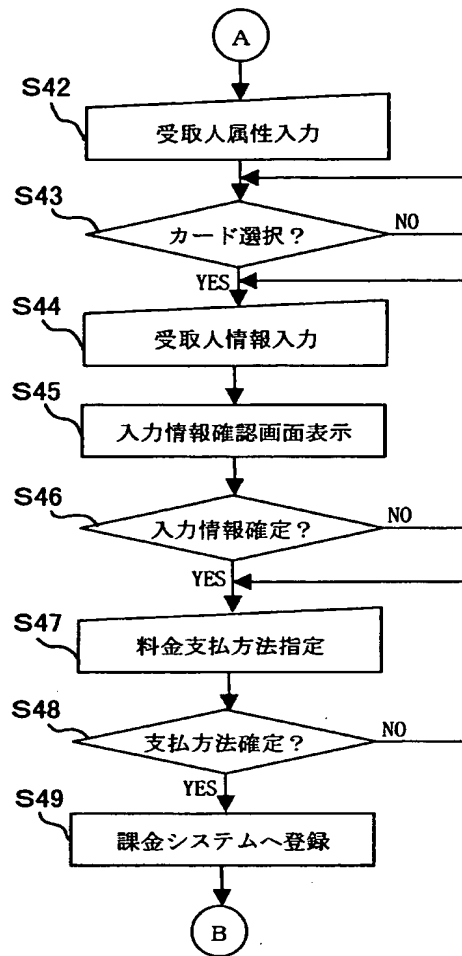 A
S42
受取人属性入力
S43
カード選択?
NO
YES
S44
受取人情報入力
S45
入力情報確認画面表示
S46
入力情報確定?
NO
YES
S47
料金支払方法指定
S48
支払方法確定?
NO
YES
S49
課金システムへ登録
B